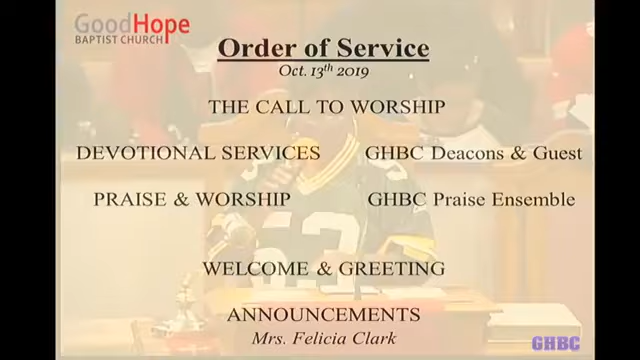 GoodHope
BAPTIST CHURCH
Order of Service
Oct. 13th 2019
THE CALL TO WORSHIP
DEVOTIONAL SERVICES GHBC Deacons & Guest
PRAISE & WORSHIP GHBC Praise Ensemble
WELCOME & GREETING
ANNOUNCEMENTS
Mrs. Felicia Clark
GHBC